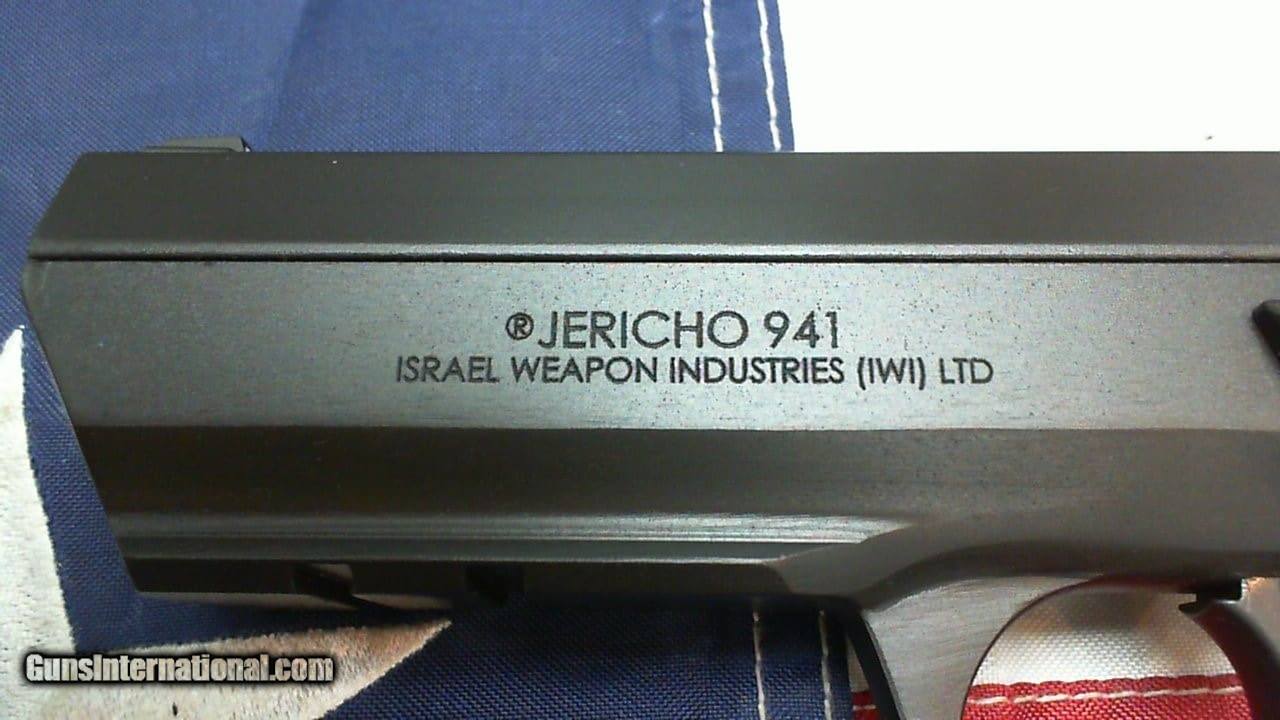 ®JERICHO 941
ISRAEL WEAPON INDUSTRIES (IWI) LTD
GunsInternational.com